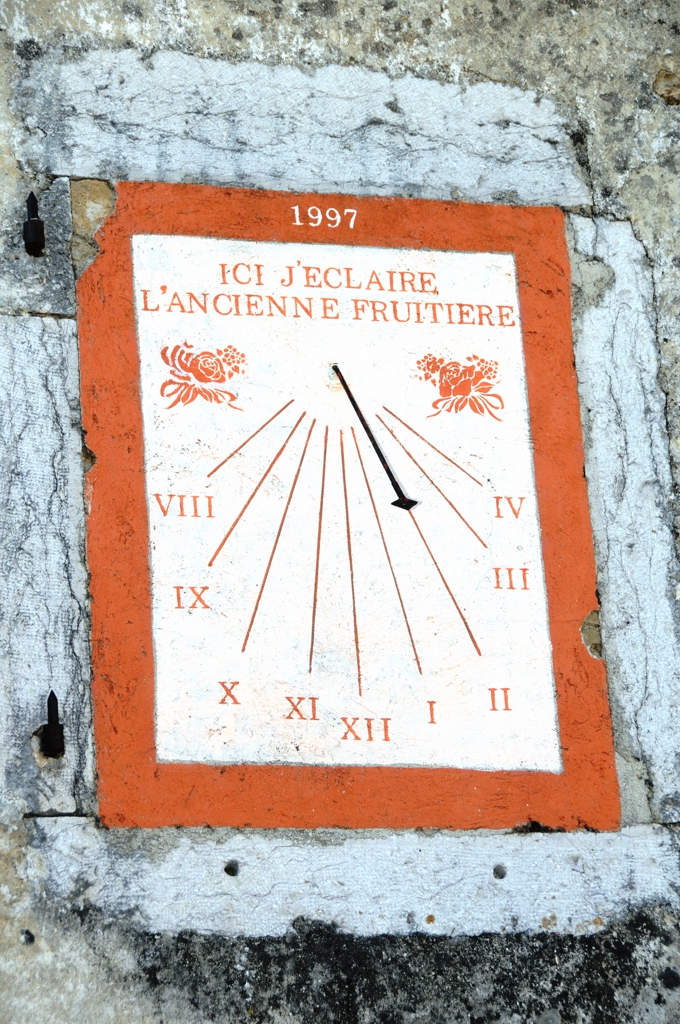 1997
ICI J'ECLAIRE
L'ANCIENNE FRUITIERE
VIII
IV
IX
III
X
XI
XII
I
II